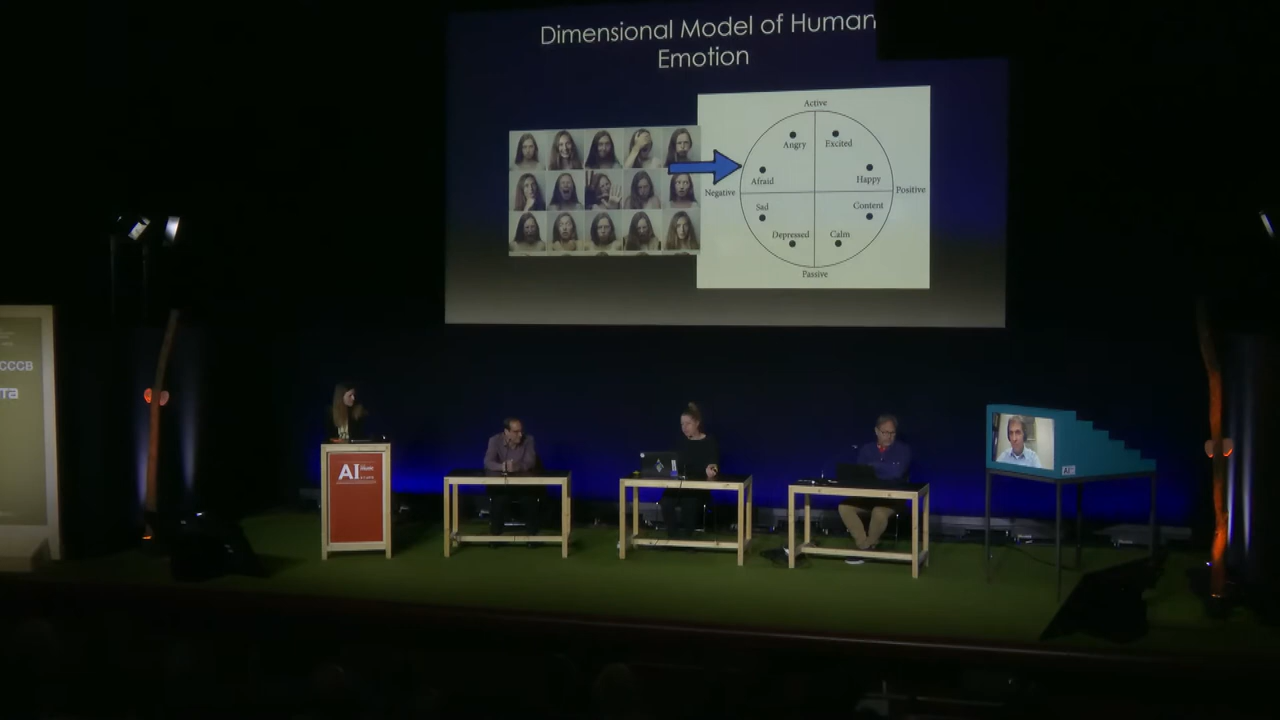 Dimensional Model of Human
Emotion
Active
Angry
Excited
Afraid
Happy
Negative
Positive
Sad
Content
Depressed
Calm
Passive
CCCB
AI
AI